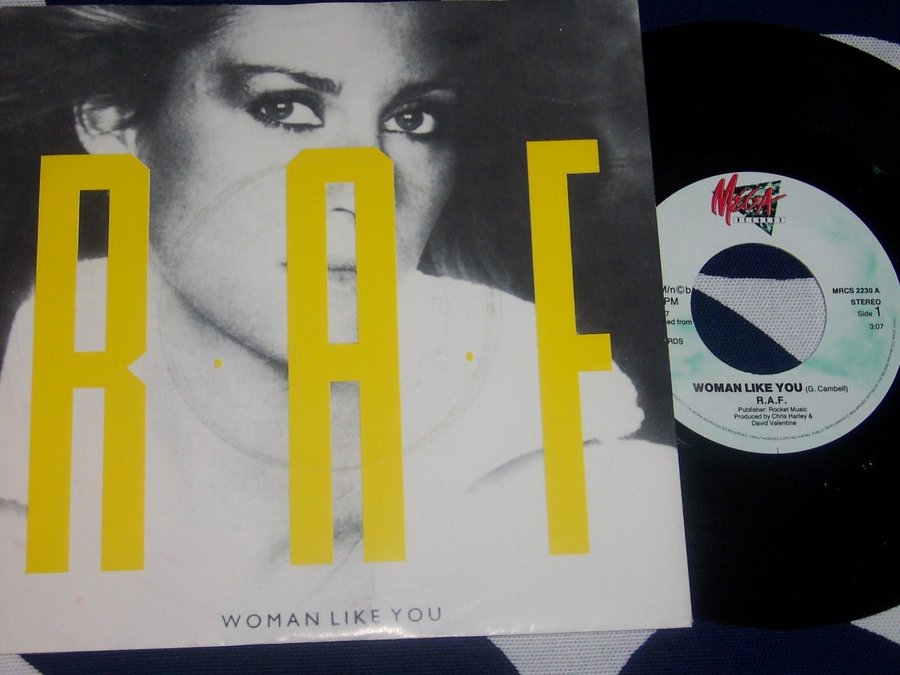 R·A·F
WOMAN LIKE YOU
MEGA
RECORDS
MRCS 2230 A
STEREO
Side 1
3:07
WOMAN LIKE YOU (G. Cambell)
R.A.F.
Publisher: Rocket Music
Produced by Chris Harley &
David Valentine